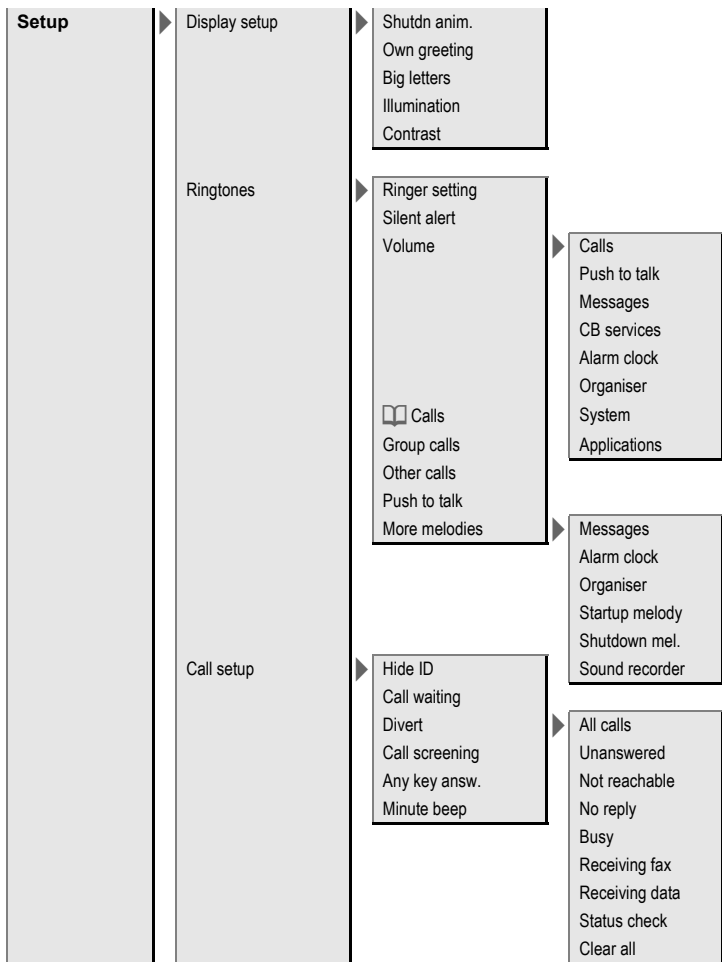 Setup
Display setup
Shutdn anim.
Own greeting
Big letters
Illumination
Contrast
Ringtones
Ringer setting
Silent alert
Volume
Calls
Push to talk
Messages
CB services
Alarm clock
Organiser
System
Applications
Calls
Group calls
Other calls
Push to talk
More melodies
Messages
Alarm clock
Organiser
Startup melody
Shutdown mel.
Sound recorder
Call setup
Hide ID
Call waiting
Divert
All calls
Unanswered
Not reachable
No reply
Busy
Receiving fax
Receiving data
Status check
Clear all
Call screening
Any key answ.
Minute beep